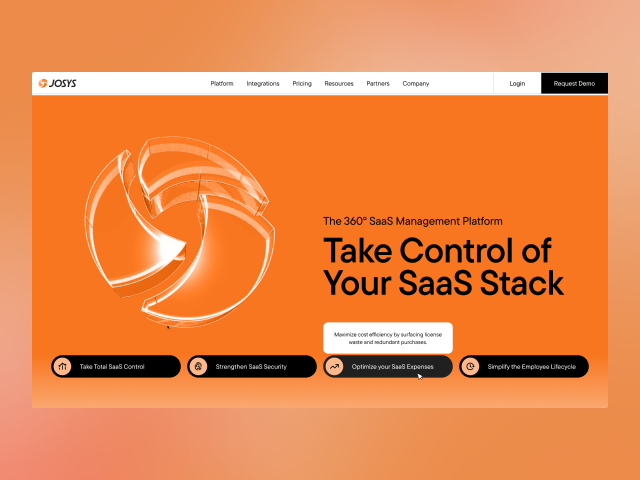 JOSYS
Platform
Integrations
Pricing
Resources
Partners
Company
Login
Request Demo
The 360° SaaS Management Platform
Take Control of
Your SaaS Stack
Maximize cost efficiency by surfacing license
waste and redundant purchases.
Take Total SaaS Control
Strengthen SaaS Security
Optimize your SaaS Expenses
Simplify the Employee Lifecycle